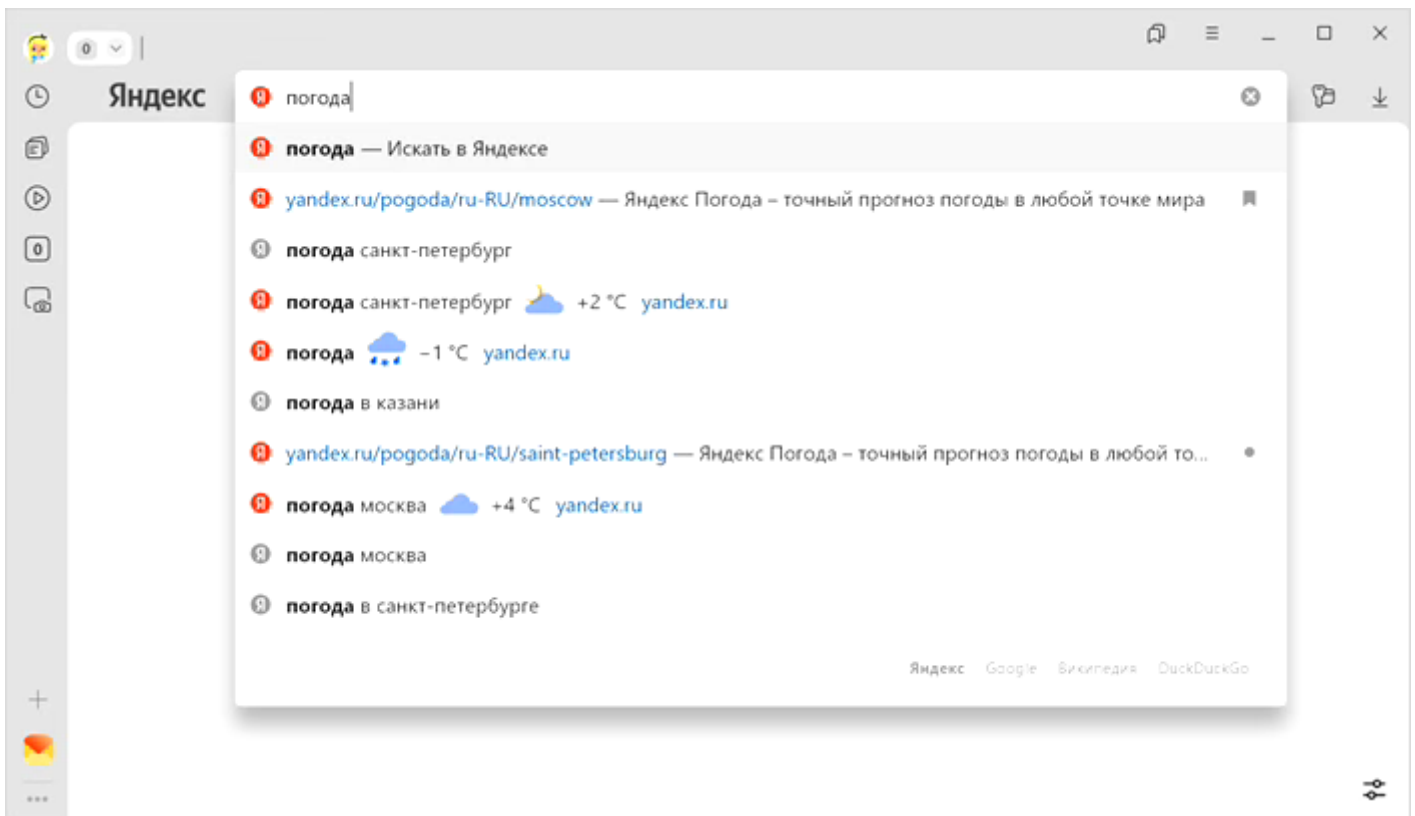 0
Яндекс
погода
погода — Искать в Яндексе
yandex.ru/pogoda/ru-RU/moscow — Яндекс Погода – точный прогноз погоды в любой точке мира
0
погода санкт-петербург
погода санкт-петербург +2 °C yandex.ru
погода −1 °C yandex.ru
погода в казани
yandex.ru/pogoda/ru-RU/saint-petersburg — Яндекс Погода – точный прогноз погоды в любой то...
погода москва +4 °C yandex.ru
погода москва
погода в санкт-петербурге
Яндекс Google Википедия DuckDuckGo